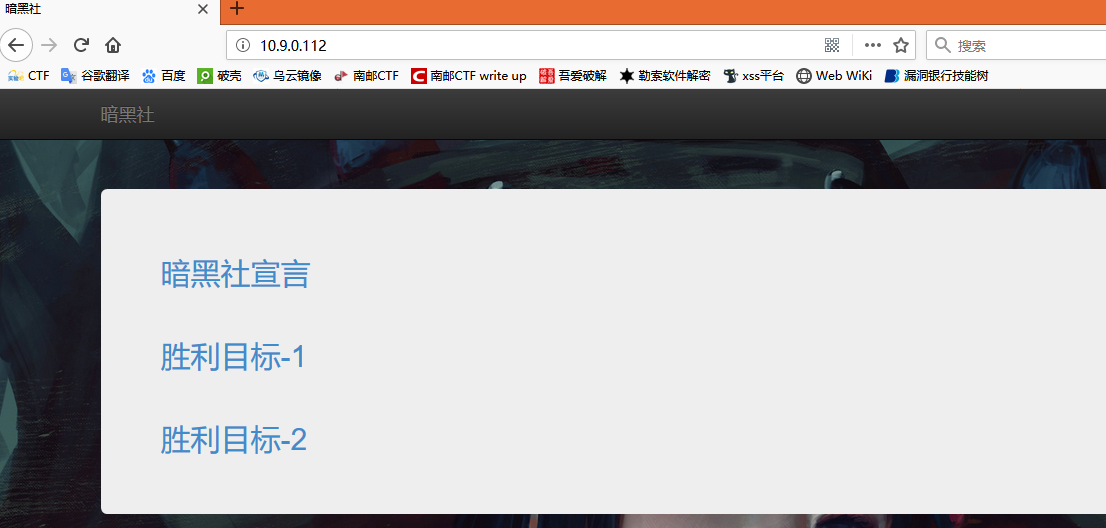 暗黑社
10.9.0.112
搜索
CTF 谷歌翻译 百度 破壳 乌云镜像 南邮CTF 南邮CTF write up 吾爱破解 勒索软件解密 xss平台 Web WiKi 漏洞银行技能树
暗黑社
暗黑社宣言
胜利目标-1
胜利目标-2